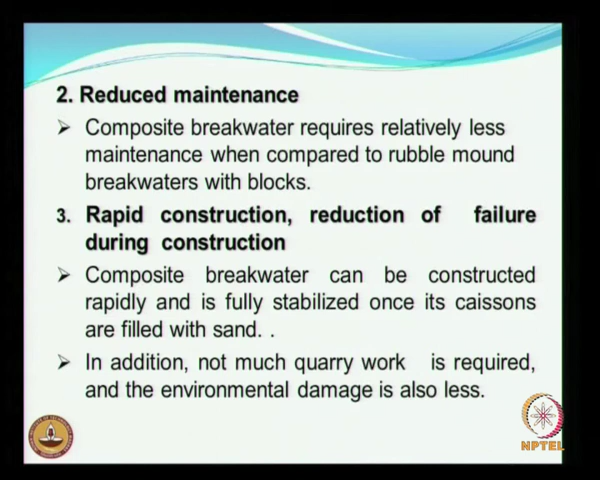 2. Reduced maintenance
➢ Composite breakwater requires relatively less
maintenance when compared to rubble mound
breakwaters with blocks.
3. Rapid construction, reduction of failure
during construction
➢ Composite breakwater can be constructed
rapidly and is fully stabilized once its caissons
are filled with sand. .
➢ In addition, not much quarry work is required,
and the environmental damage is also less.
NPTEL